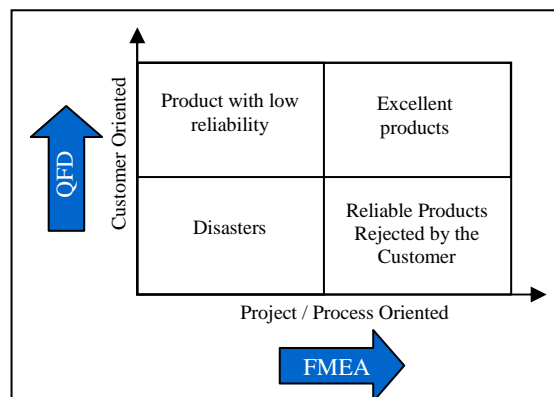 Product with low
reliability
Excellent
products
QFD
Customer Oriented
Disasters
Reliable Products
Rejected by the
Customer
Project / Process Oriented
FMEA